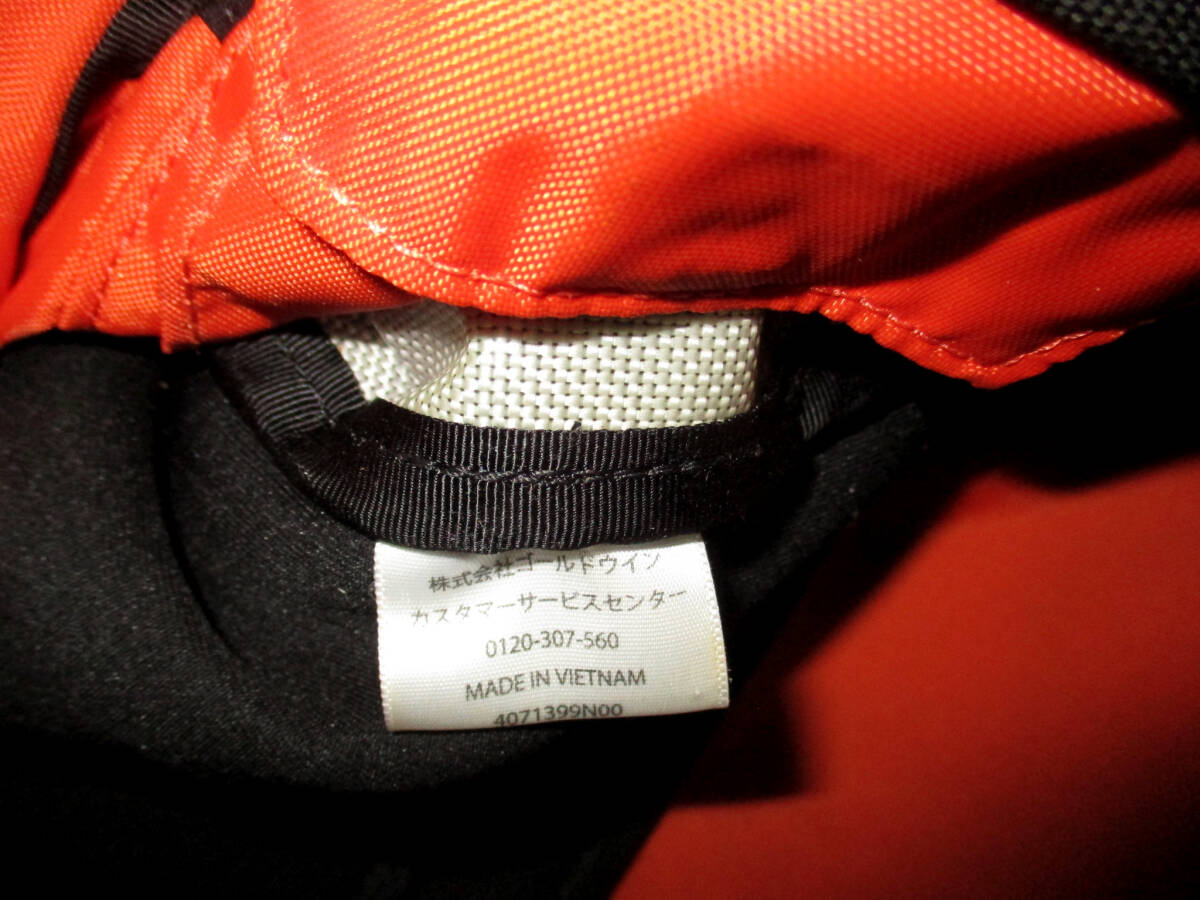 株式会社ゴールドウイン
カスタマーサービスセンター
0120-307-560
MADE IN VIETNAM
4071399N00